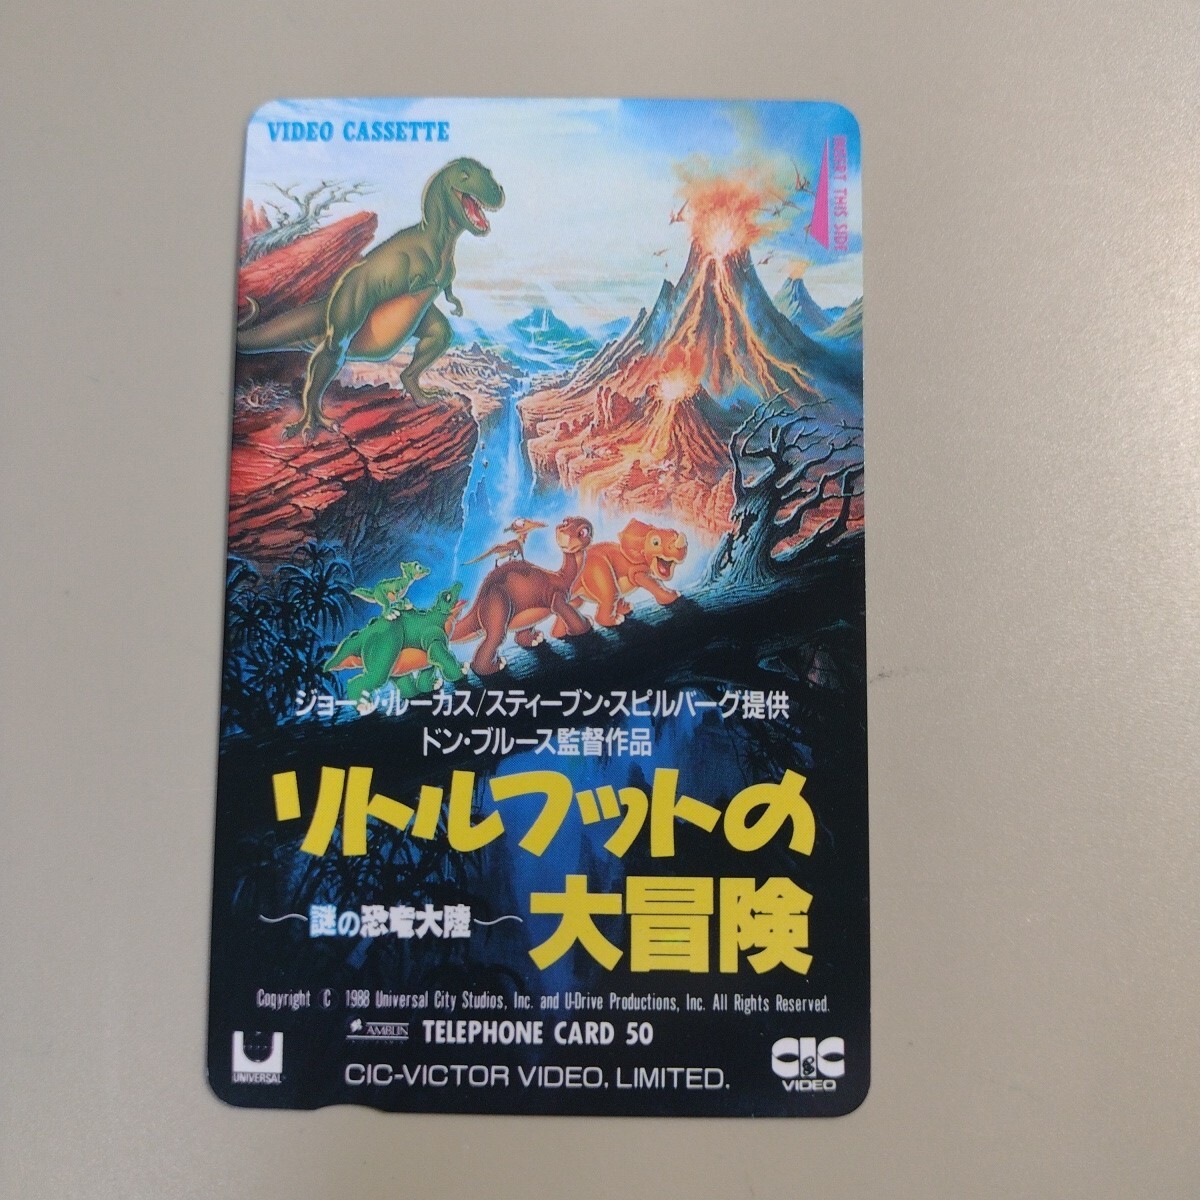 VIDEO CASSETTE
INSERT THIS SIDE
ジョージ・ルーカス/スティーブン・スピルバーグ提供
ドン・ブルース監督作品
リトルフットの
大冒険
〜謎の恐竜大陸〜
Copyright © 1988 Universal City Studios, Inc. and U-Drive Productions, Inc. All Rights Reserved.
AMBLIN TELEPHONE CARD 50
CIC-VICTOR VIDEO, LIMITED.
UNIVERSAL
CIC
VIDEO